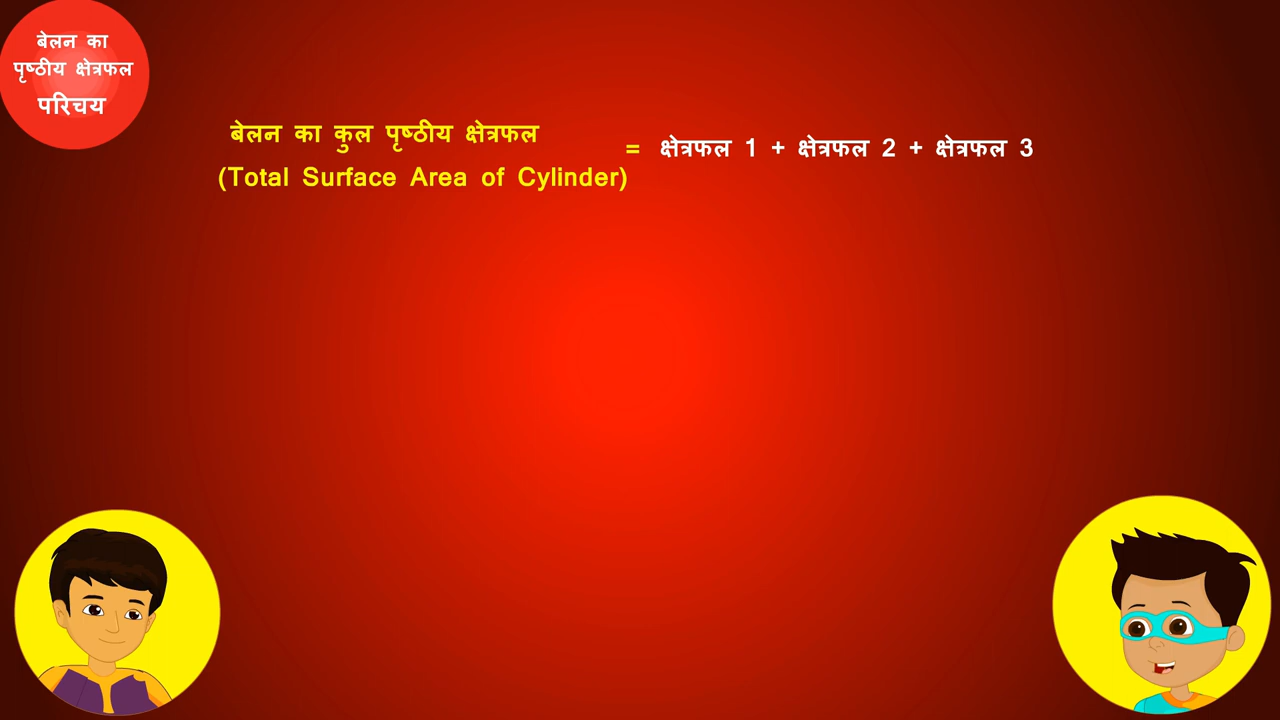 बेलन का
पृष्ठीय क्षेत्रफल
परिचय
बेलन का कुल पृष्ठीय क्षेत्रफल
(Total Surface Area of Cylinder)
= क्षेत्रफल 1 + क्षेत्रफल 2 + क्षेत्रफल 3